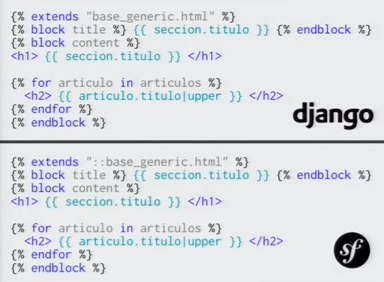 {% extends "base_generic.html" %}
{% block title %} {{ seccion.titulo }} {% endblock %}
{% block content %}
<h1> {{ seccion.titulo }} </h1>
{% for articulo in articulos %}
<h2> {{ articulo.titulo|upper }} </h2>
{% endfor %}
{% endblock %}
django
{% extends "::base_generic.html" %}
{% block title %} {{ seccion.titulo }} {% endblock %}
{% block content %}
<h1> {{ seccion.titulo }} </h1>
{% for articulo in articulos %}
<h2> {{ articulo.titulo|upper }} </h2>
{% endfor %}
{% endblock %}
sf